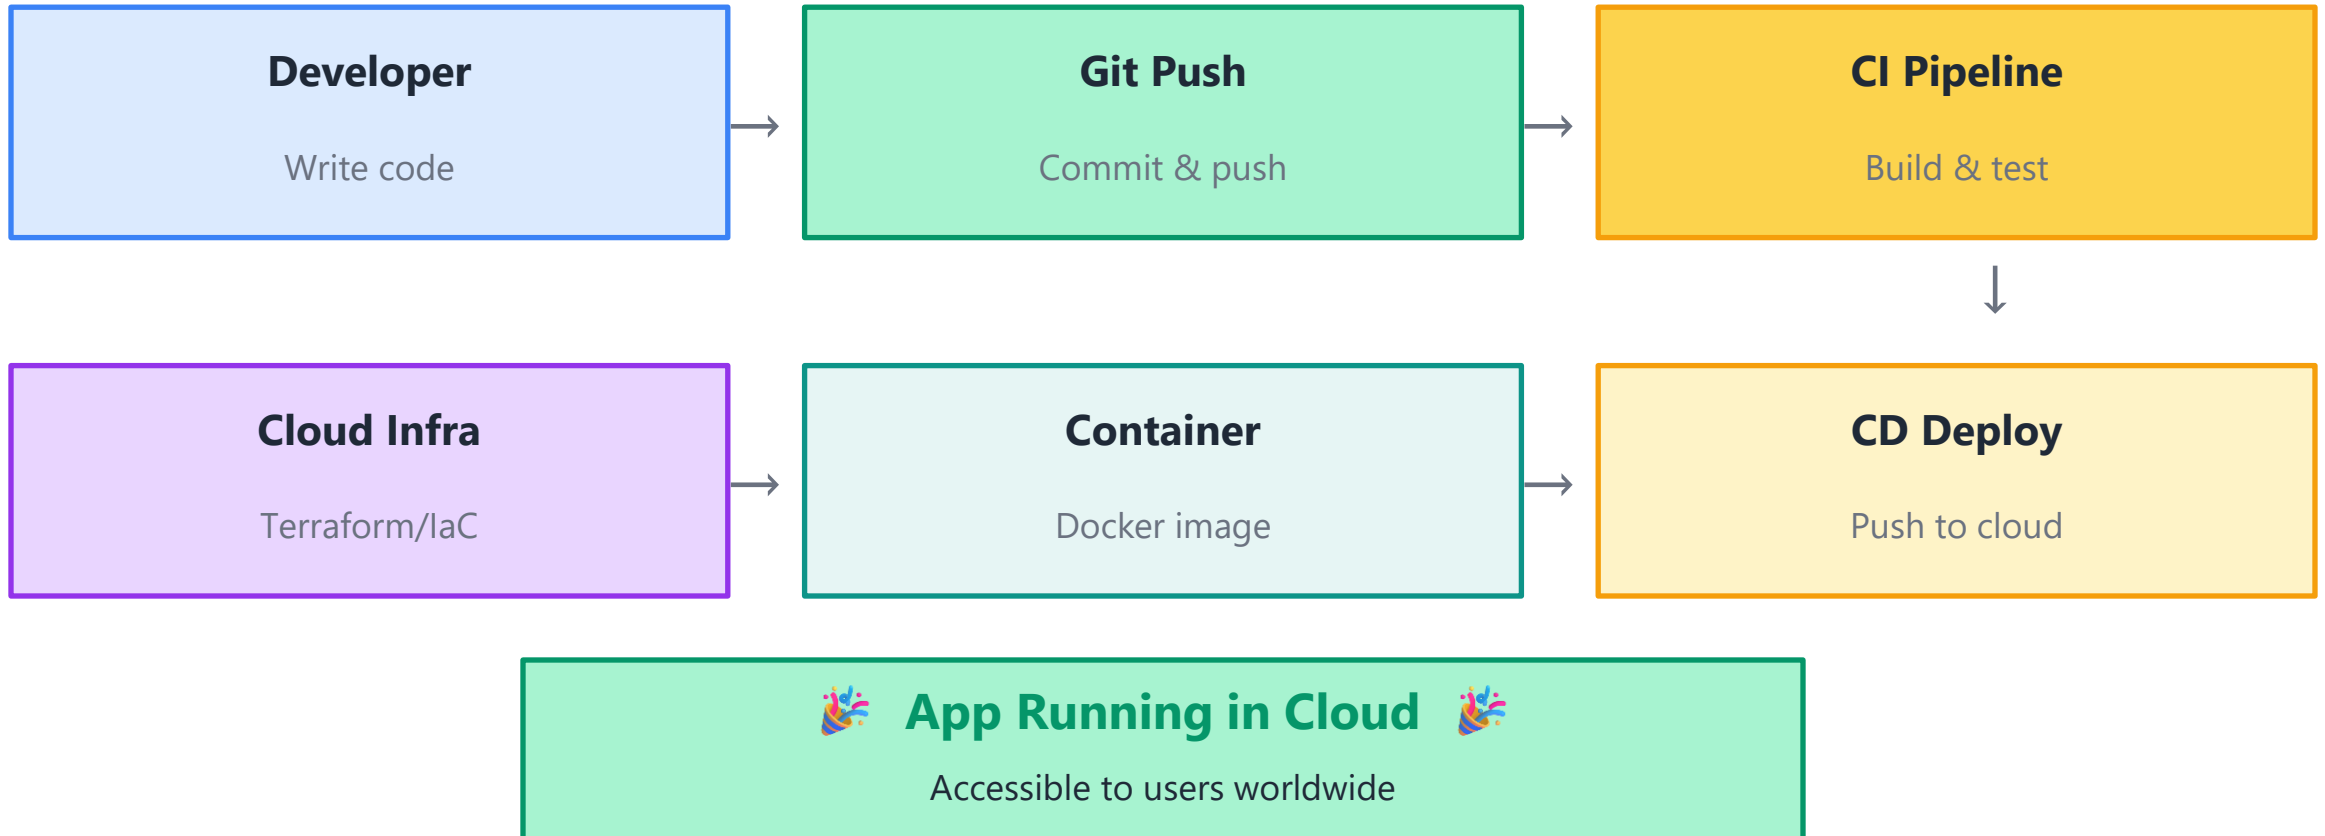 Developer
Write code
→
Git Push
Commit & push
→
CI Pipeline
Build & test
↓
Cloud Infra
Terraform/IaC
→
Container
Docker image
→
CD Deploy
Push to cloud
🎉 App Running in Cloud 🎉
Accessible to users worldwide